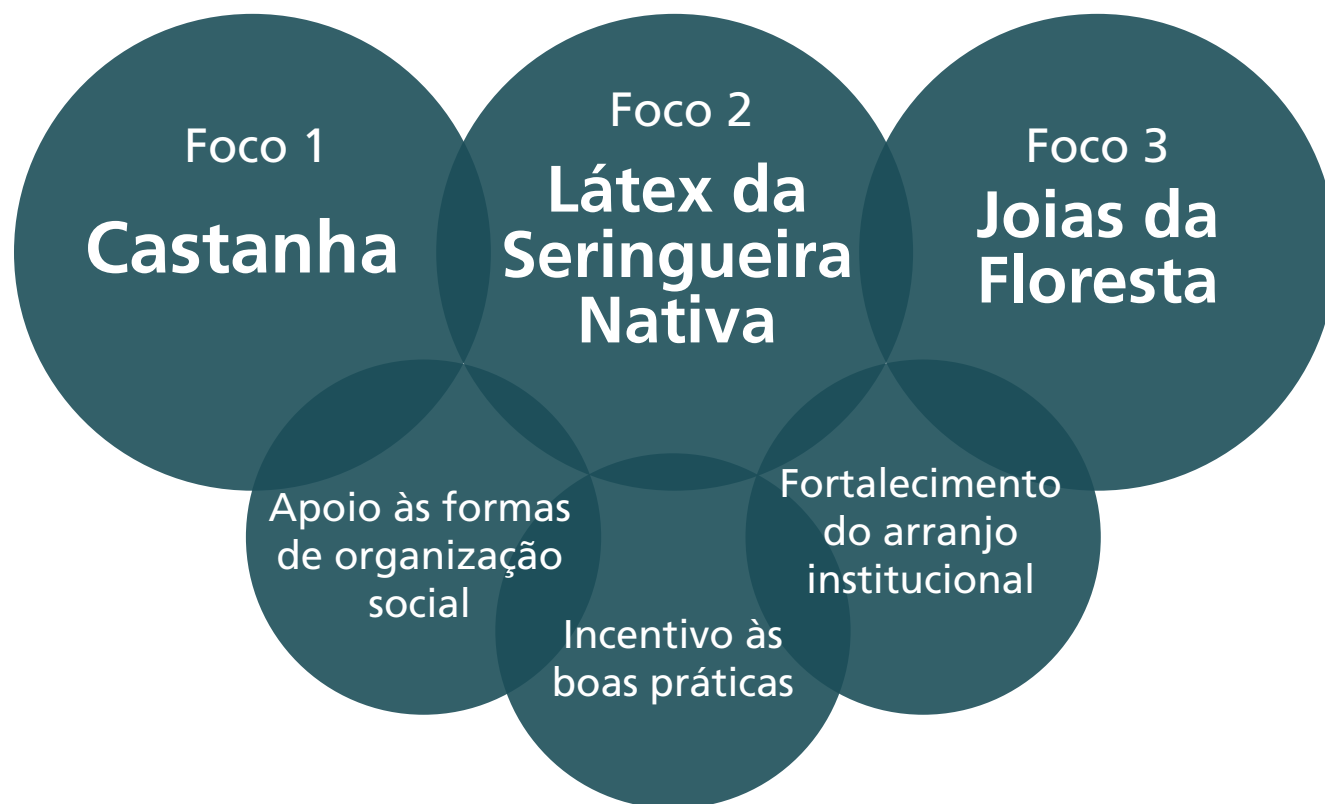 Foco 1
Castanha
Foco 2
Látex da
Seringueira
Nativa
Foco 3
Joias da
Floresta
Apoio às formas
de organização
social
Incentivo às
boas práticas
Fortalecimento
do arranjo
institucional